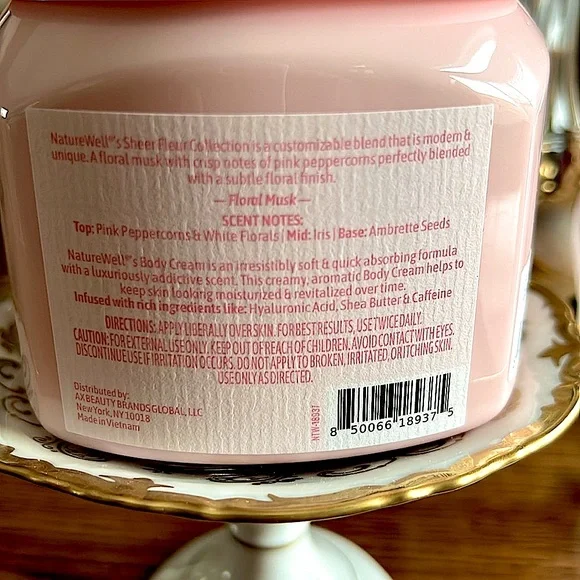 NatureWell®'s Sheer Fleur Collection is a customizable blend that is modern &
unique. A floral musk with crisp notes of pink peppercorns perfectly blended
with a subtle floral finish.
— Floral Musk —
SCENT NOTES:
Top: Pink Peppercorns & White Florals | Mid: Iris | Base: Ambrette Seeds
NatureWell®'s Body Cream is an irresistibly soft & quick absorbing formula
with a luxuriously addictive scent. This creamy, aromatic Body Cream helps to
keep skin looking moisturized & revitalized over time.
Infused with rich ingredients like: Hyaluronic Acid, Shea Butter & Caffeine
DIRECTIONS: APPLY LIBERALLY OVER SKIN. FOR BEST RESULTS, USE TWICE DAILY.
CAUTION: FOR EXTERNAL USE ONLY. KEEP OUT OF REACH OF CHILDREN. AVOID CONTACT WITH EYES.
DISCONTINUE USE IF IRRITATION OCCURS. DO NOT APPLY TO BROKEN, IRRITATED, OR ITCHING SKIN.
USE ONLY AS DIRECTED.
Distributed by:
AX BEAUTY BRANDS GLOBAL, LLC
New York, NY 10018
Made in Vietnam
NTW-18937
8 50066 18937 5